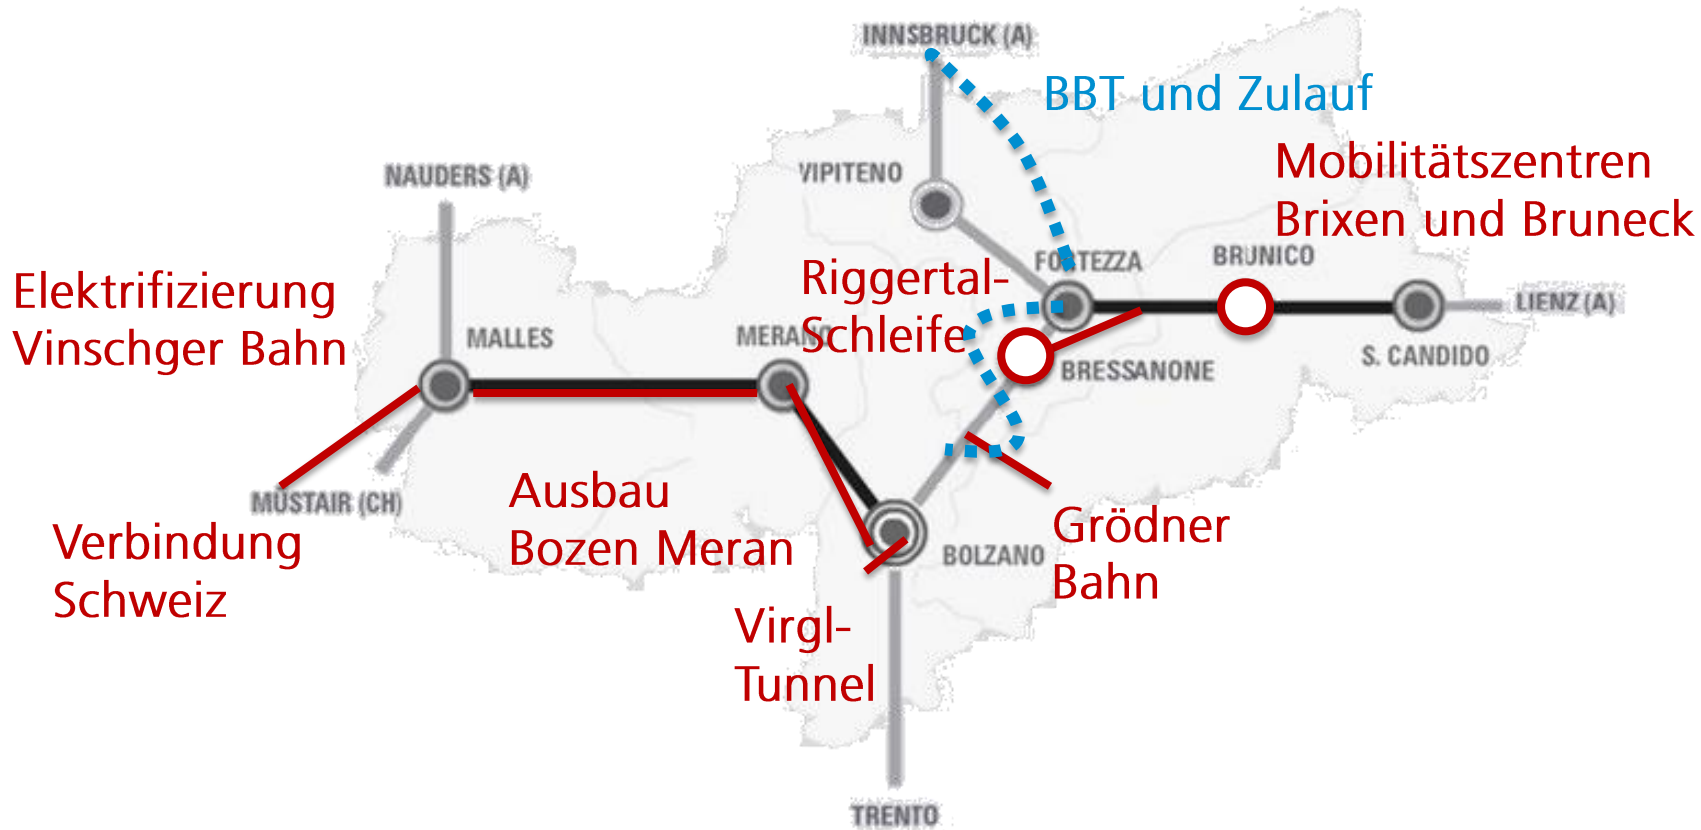 INNSBRUCK (A)
BBT und Zulauf
NAUDERS (A)
VIPITENO
Mobilitätszentren
Brixen und Bruneck
Elektrifizierung
Vinschger Bahn
Riggertal-
Schleife
FORTEZZA
BRUNICO
LIENZ (A)
MALLES
MERANO
S. CANDIDO
BRESSANONE
MÜSTAIR (CH)
Verbindung
Schweiz
Ausbau
Bozen Meran
BOLZANO
Grödner
Bahn
Virgl-
Tunnel
TRENTO